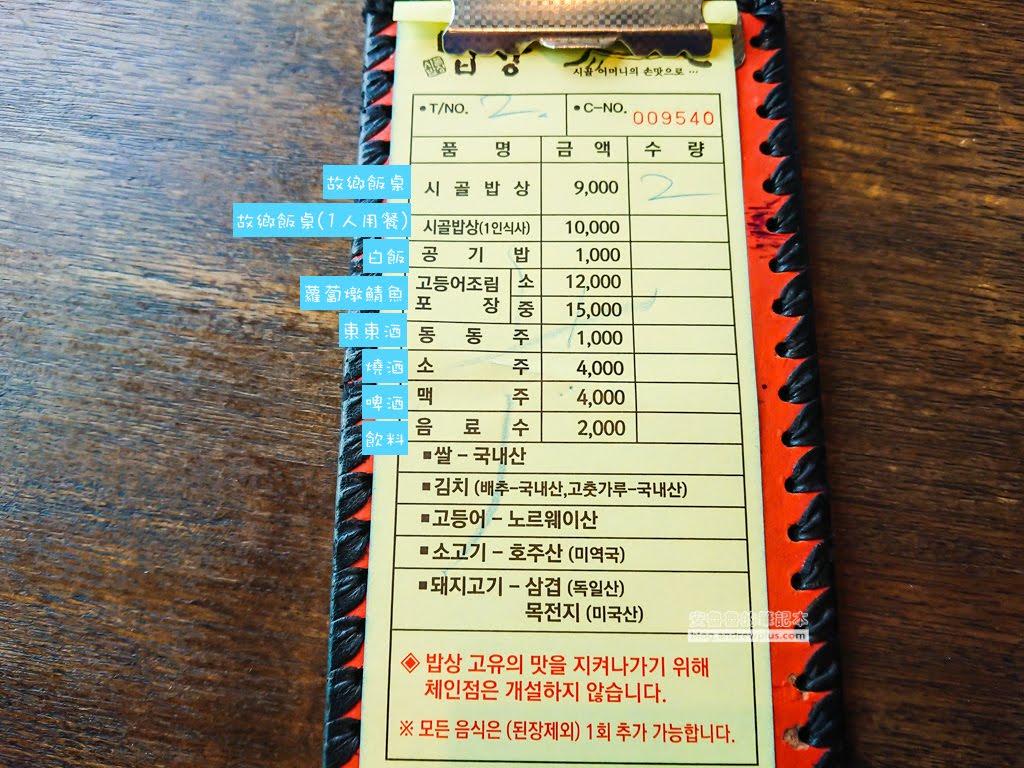 밥상
시골 어머니의 손맛으로 ...
•T/NO. 2. •C-NO. 009540
품 명 금 액 수 량
故鄉飯桌 시 골 밥 상 9,000 2
故鄉飯桌(1人用餐) 시골밥상(1인식사) 10,000
白飯 공 기 밥 1,000
蘿蔔燉鯖魚 고등어조림 포 장 소 12,000
중 15,000
東東酒 동 동 주 1,000
燒酒 소 주 4,000
啤酒 맥 주 4,000
飲料 음 료 수 2,000
■쌀 - 국내산
■김치 (배추-국내산,고춧가루-국내산)
■고등어 - 노르웨이산
■소고기 - 호주산 (미역국)
■돼지고기 - 삼겹 (독일산)
목전지 (미국산)
◈ 밥상 고유의 맛을 지켜나가기 위해
체인점은 개설하지 않습니다.
※ 모든 음식은 (된장제외) 1회 추가 가능합니다.